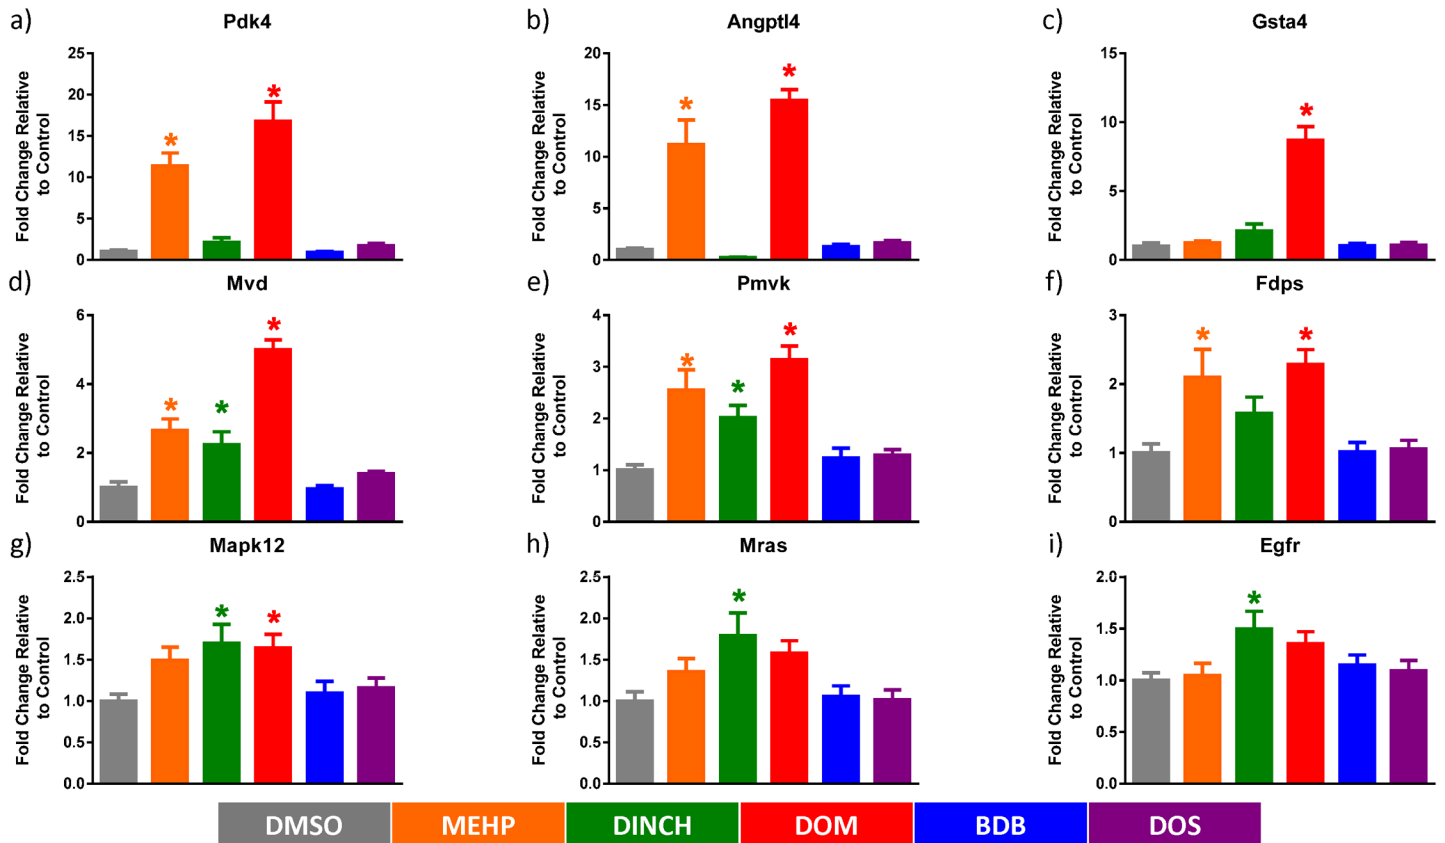 a) Pdk4
Fold Change Relative
to Control
25
20
15
10
5
0
*
*
b) Angptl4
Fold Change Relative
to Control
20
15
10
5
0
*
*
c) Gsta4
Fold Change Relative
to Control
15
10
5
0
*
d) Mvd
Fold Change Relative
to Control
6
4
2
0
*
*
*
e) Pmvk
Fold Change Relative
to Control
4
3
2
1
0
*
*
*
f) Fdps
Fold Change Relative
to Control
3
2
1
0
*
*
g) Mapk12
Fold Change Relative
to Control
2.5
2.0
1.5
1.0
0.5
0.0
*
*
h) Mras
Fold Change Relative
to Control
2.5
2.0
1.5
1.0
0.5
0.0
*
i) Egfr
Fold Change Relative
to Control
2.0
1.5
1.0
0.5
0.0
*
DMSO MEHP DINCH DOM BDB DOS